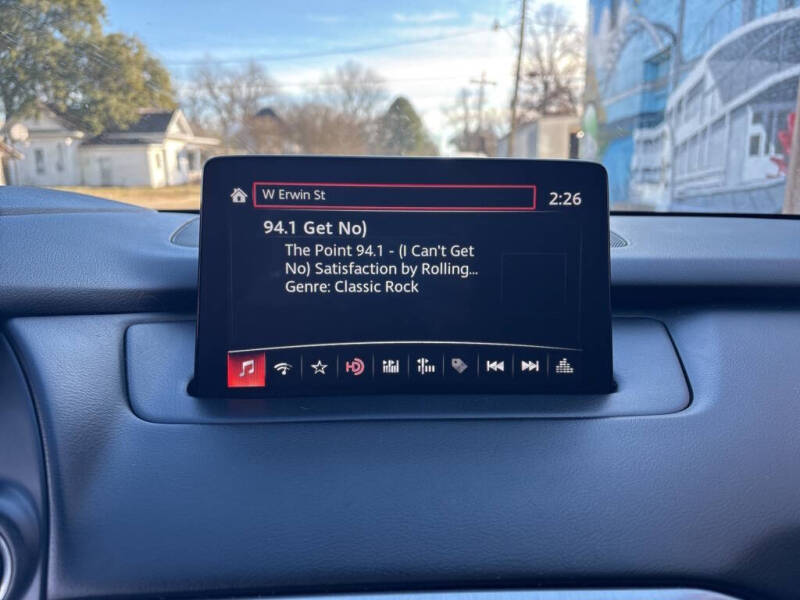 W Erwin St
2:26
94.1 Get No)
The Point 94.1 - (I Can't Get
No) Satisfaction by Rolling...
Genre: Classic Rock
HD